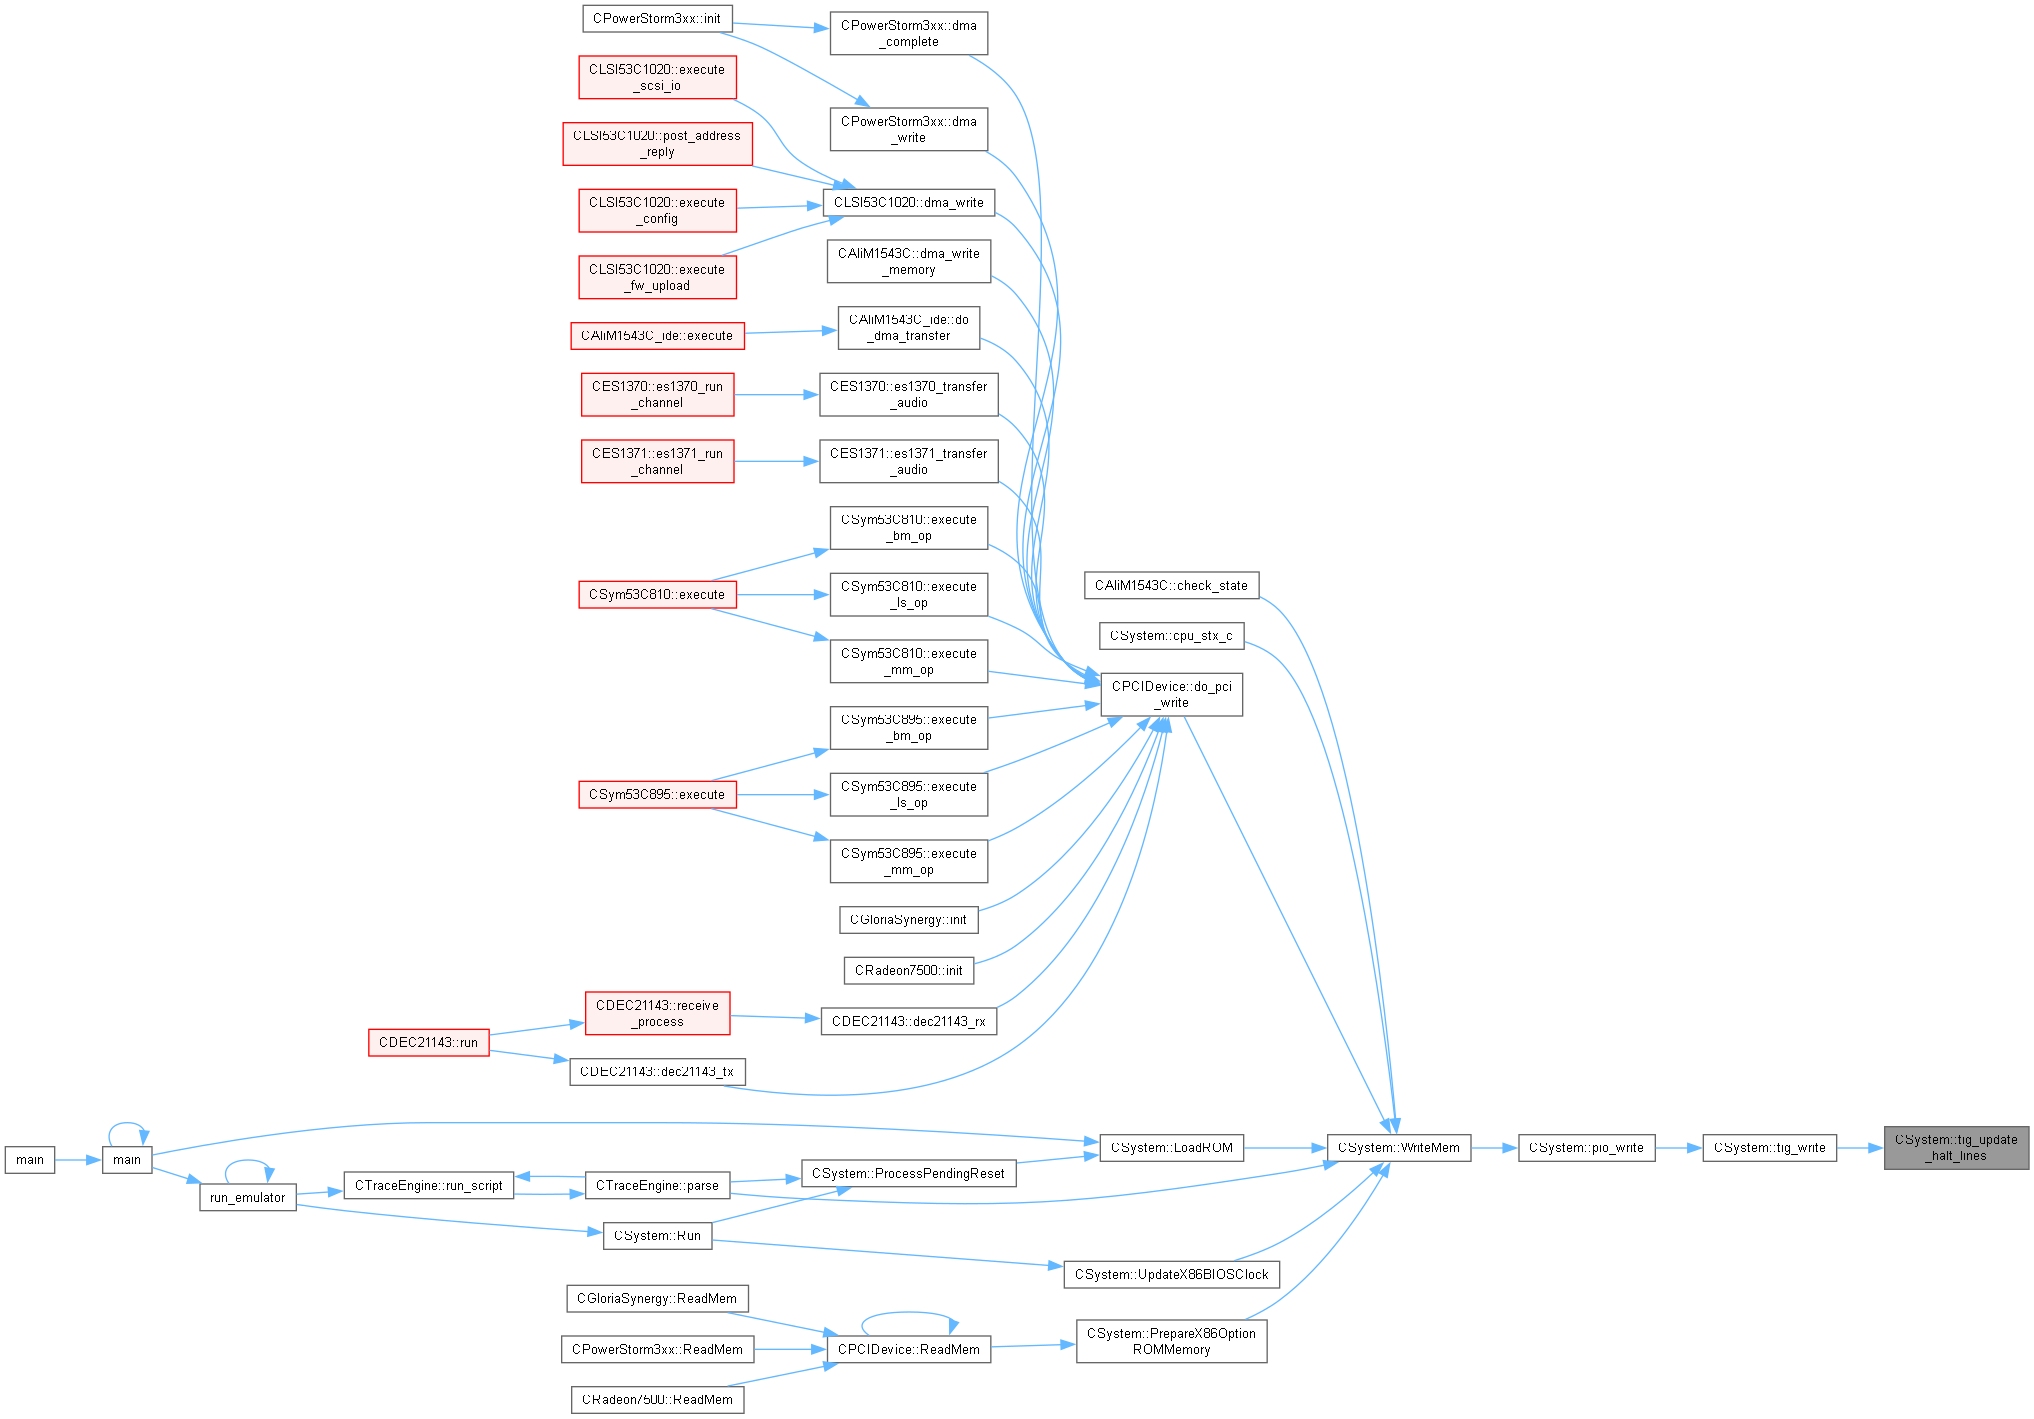 CPowerStorm3xx::init
CPowerStorm3xx::dma
_complete
CLSI53C1020::execute
_scsi_io
CPowerStorm3xx::dma
_write
CLSI53C1020::post_address
_reply
CLSI53C1020::execute
_config
CLSI53C1020::dma_write
CLSI53C1020::execute
_fw_upload
CAliM1543C::dma_write
_memory
CAliM1543C_ide::execute
CAliM1543C_ide::do
_dma_transfer
CES1370::es1370_run
_channel
CES1370::es1370_transfer
_audio
CES1371::es1371_run
_channel
CES1371::es1371_transfer
_audio
CSym53C810::execute
_bm_op
CSym53C810::execute
CSym53C810::execute
_ls_op
CSym53C810::execute
_mm_op
CAliM1543C::check_state
CSystem::cpu_stx_c
CPCIDevice::do_pci
_write
CSym53C895::execute
_bm_op
CSym53C895::execute
CSym53C895::execute
_ls_op
CSym53C895::execute
_mm_op
CGloriaSynergy::init
CRadeon7500::init
CDEC21143::receive
_process
CDEC21143::dec21143_rx
CDEC21143::run
CDEC21143::dec21143_tx
main
main
run_emulator
CTraceEngine::run_script
CTraceEngine::parse
CSystem::ProcessPendingReset
CSystem::LoadROM
CSystem::WriteMem
CSystem::pio_write
CSystem::tig_write
CSystem::tig_update
_halt_lines
CSystem::Run
CSystem::UpdateX86BIOSClock
CGloriaSynergy::ReadMem
CPowerStorm3xx::ReadMem
CRadeon7500::ReadMem
CPCIDevice::ReadMem
CSystem::PrepareX86Option
ROMMemory